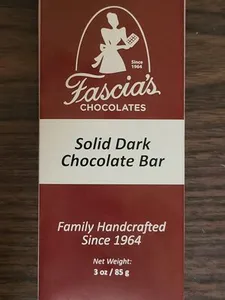 Since
1964
Fascia's
CHOCOLATES
Solid Dark
Chocolate Bar
Family Handcrafted
Since 1964
Net Weight:
3 oz / 85 g